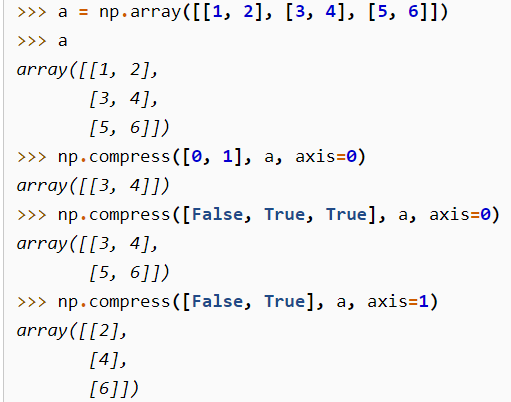 >>> a = np.array([[1, 2], [3, 4], [5, 6]])
>>> a
array([[1, 2],
       [3, 4],
       [5, 6]])
>>> np.compress([0, 1], a, axis=0)
array([[3, 4]])
>>> np.compress([False, True, True], a, axis=0)
array([[3, 4],
       [5, 6]])
>>> np.compress([False, True], a, axis=1)
array([[2],
       [4],
       [6]])